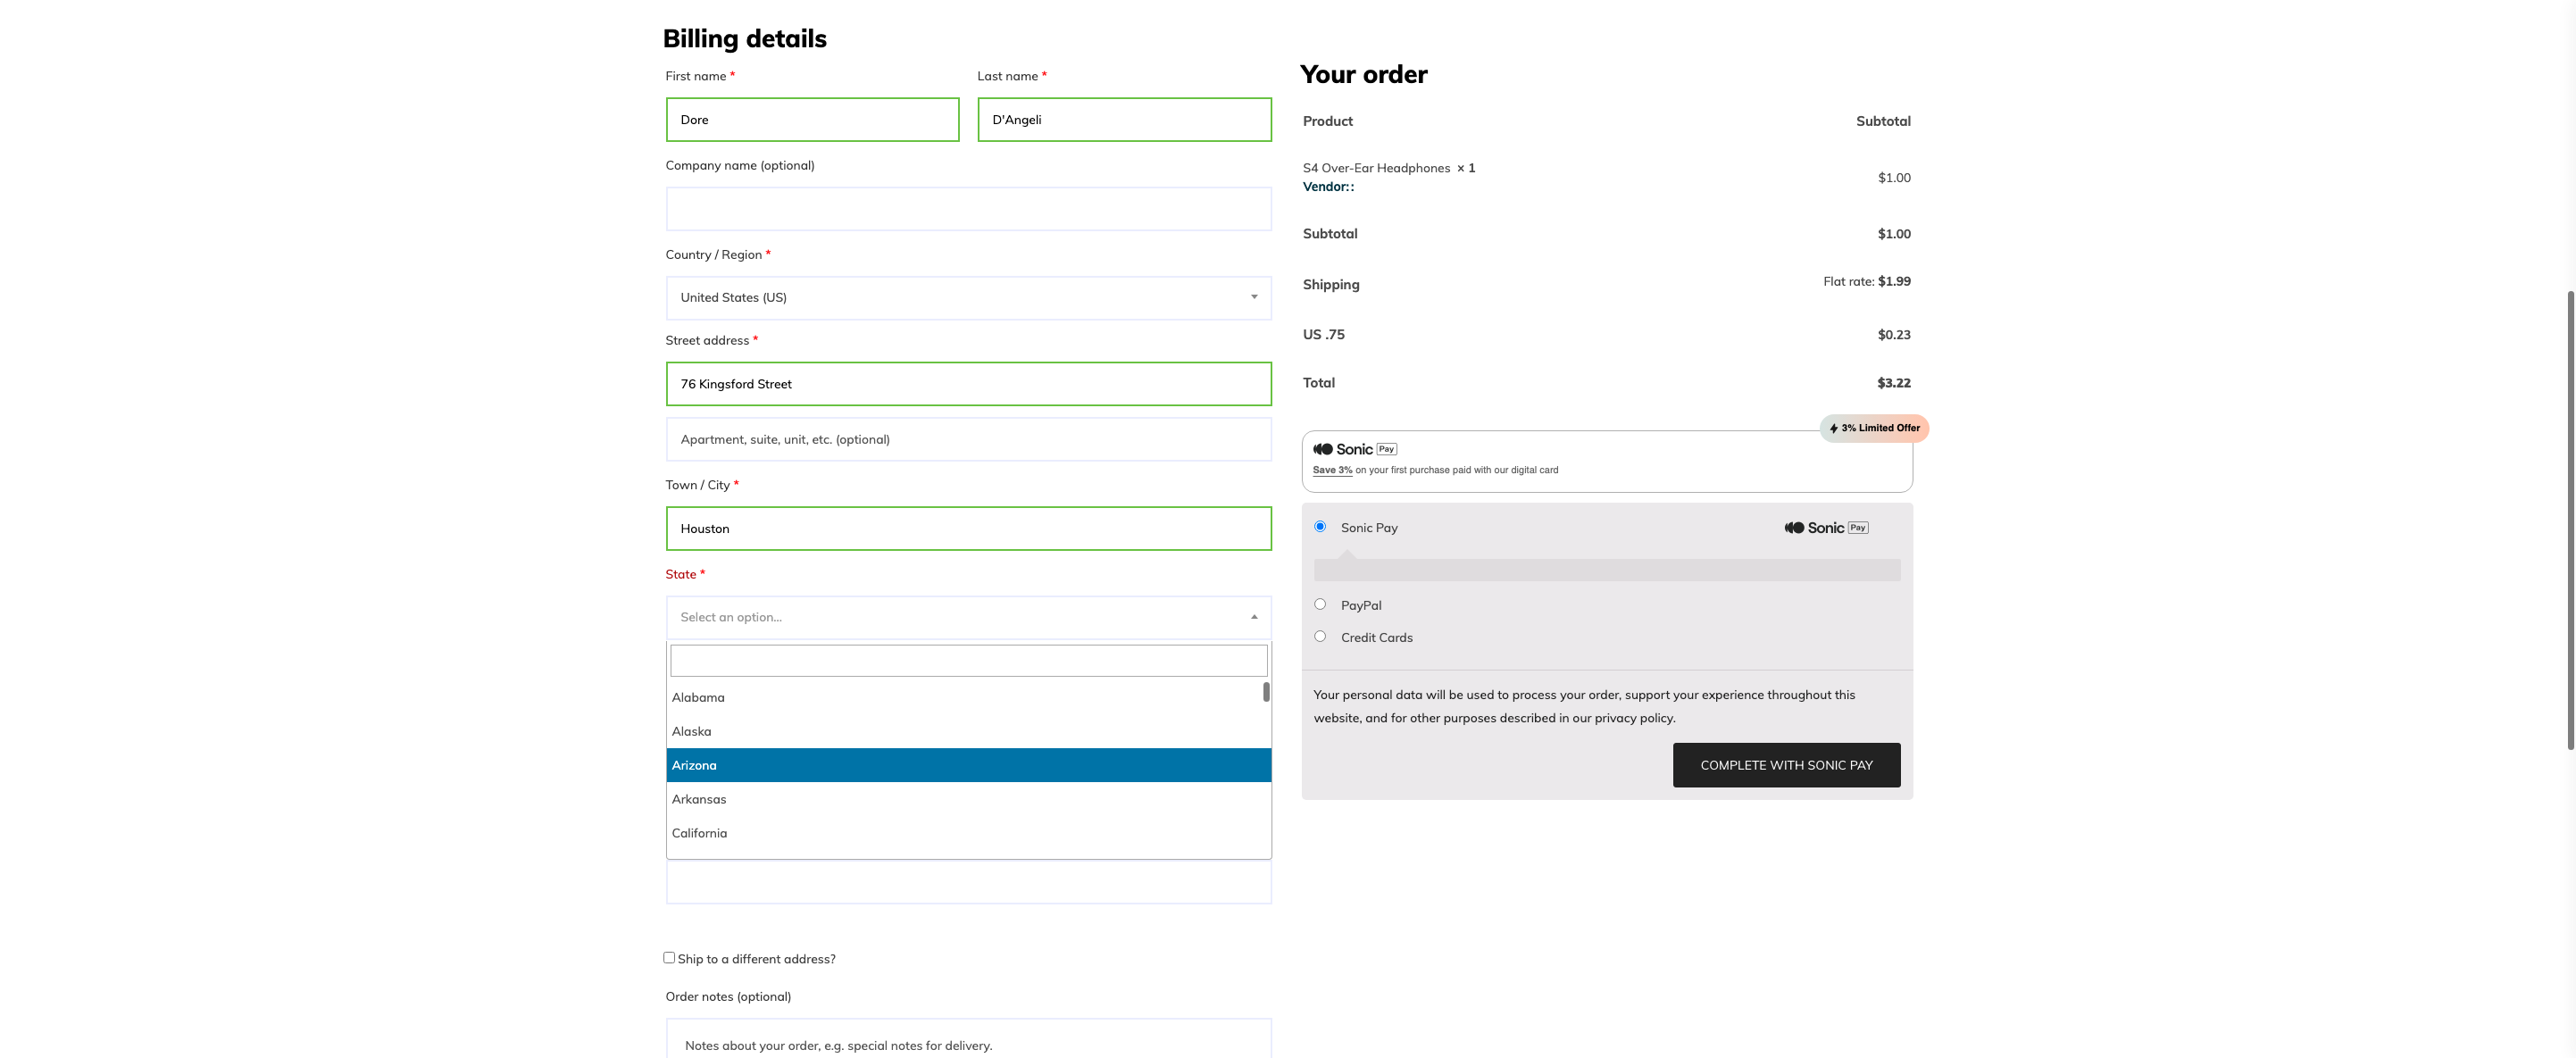 Billing details
First name *
Last name *
Dore
D'Angeli
Company name (optional)
Country / Region *
United States (US)
Street address *
76 Kingsford Street
Apartment, suite, unit, etc. (optional)
Town / City *
Houston
State *
Select an option...
Alabama
Alaska
Arizona
Arkansas
California
Ship to a different address?
Order notes (optional)
Notes about your order, e.g. special notes for delivery.
Your order
Product Subtotal
S4 Over-Ear Headphones × 1
Vendor::
$1.00
Subtotal $1.00
Shipping Flat rate: $1.99
US .75 $0.23
Total $3.22
3% Limited Offer
Sonic Pay
Save 3% on your first purchase paid with our digital card
Sonic Pay Sonic Pay
PayPal
Credit Cards
Your personal data will be used to process your order, support your experience throughout this
website, and for other purposes described in our privacy policy.
COMPLETE WITH SONIC PAY